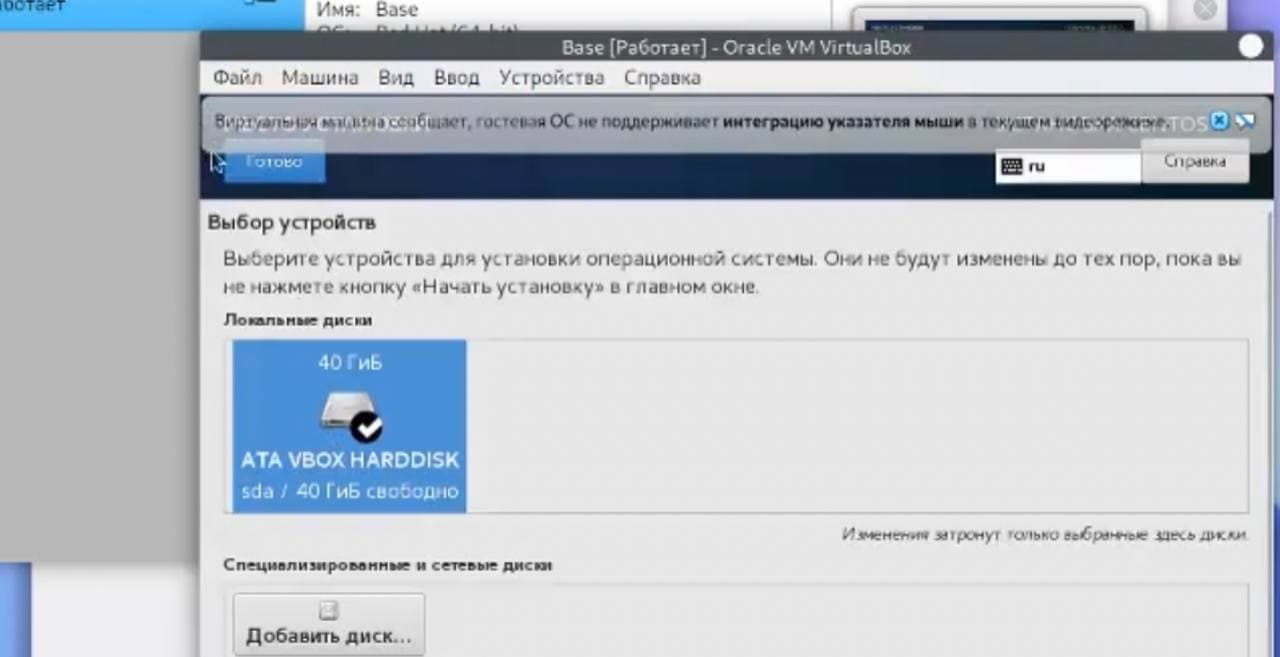 Имя: Base
Base [Работает] - Oracle VM VirtualBox
Файл Машина Вид Ввод Устройства Справка
Виртуальная машина сообщает, гостевая ОС не поддерживает интеграцию указателя мыши в текущем видеорежиме.
Готово
ru
Справка
Выбор устройств
Выберите устройства для установки операционной системы. Они не будут изменены до тех пор, пока вы
не нажмете кнопку «Начать установку» в главном окне.
Локальные диски
40 ГиБ
ATA VBOX HARDDISK
sda / 40 ГиБ свободно
Изменения затронут только выбранные здесь диски.
Специализированные и сетевые диски
Добавить диск...